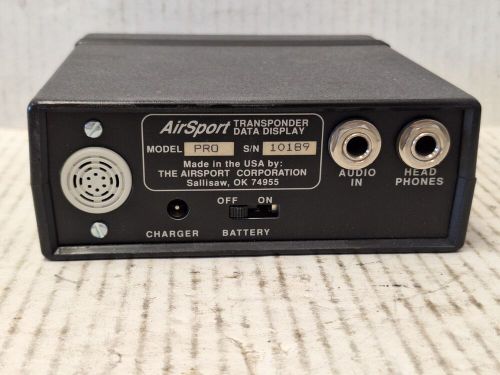 AirSport TRANSPONDER DATA DISPLAY
MODEL PRO S/N 10189
Made in the USA by:
THE AIRSPORT CORPORATION
Sallisaw, OK 74955
AUDIO IN
HEAD PHONES
OFF ON
CHARGER BATTERY